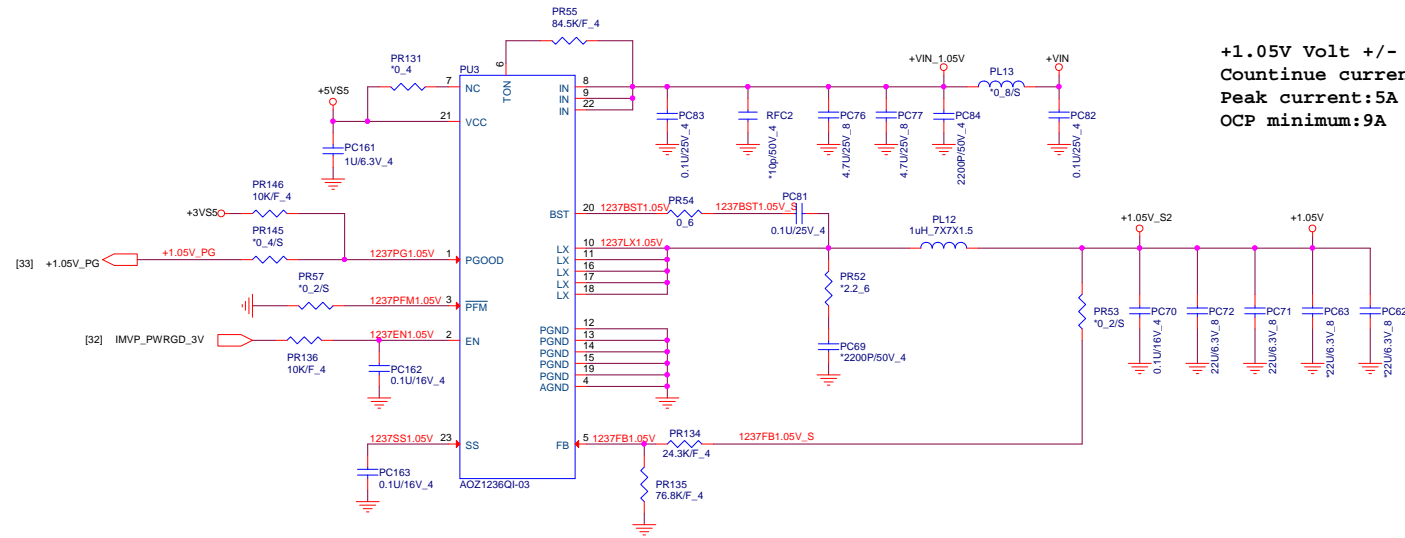 PR55
84.5K/F_4
+1.05V Volt +/-
Countinue curren
Peak current:5A
OCP minimum:9A
PR131
*0_4
PU3
6
TON
+VIN_1.05V
PL13
*0_8/S
+VIN
+5VS5
7
NC
8
IN
9
IN
22
IN
21
VCC
PC161
1U/6.3V_4
PC83
0.1U/25V_4
RFC2
*10p/50V_4
PC76
4.7U/25V_8
PC77
4.7U/25V_8
PC84
2200P/50V_4
PC82
0.1U/25V_4
PR146
10K/F_4
+3VS5
PR145
*0_4/S
[33]
+1.05V_PG
+1.05V_PG
1237PG1.05V
1
PGOOD
BST
20
1237BST1.05V
PR54
0_6
1237BST1.05V_S
PC81
0.1U/25V_4
LX
10
1237LX1.05V
LX
11
LX
16
LX
17
LX
18
PL12
1uH_7X7X1.5
+1.05V_S2
+1.05V
PR57
*0_2/S
1237PFM1.05V
3
PFM
PR52
*2.2_6
PC69
*2200P/50V_4
PR53
*0_2/S
PC70
0.1U/16V_4
PC72
22U/6.3V_8
PC71
22U/6.3V_8
PC63
*22U/6.3V_8
PC62
*22U/6.3V_8
[32]
IMVP_PWRGD_3V
PR136
10K/F_4
1237EN1.05V
2
EN
PC162
0.1U/16V_4
PGND
12
PGND
13
PGND
14
PGND
15
PGND
19
AGND
4
1237SS1.05V
23
SS
PC163
0.1U/16V_4
FB
5
1237FB1.05V
PR134
24.3K/F_4
1237FB1.05V_S
PR135
76.8K/F_4
AOZ1236QI-03